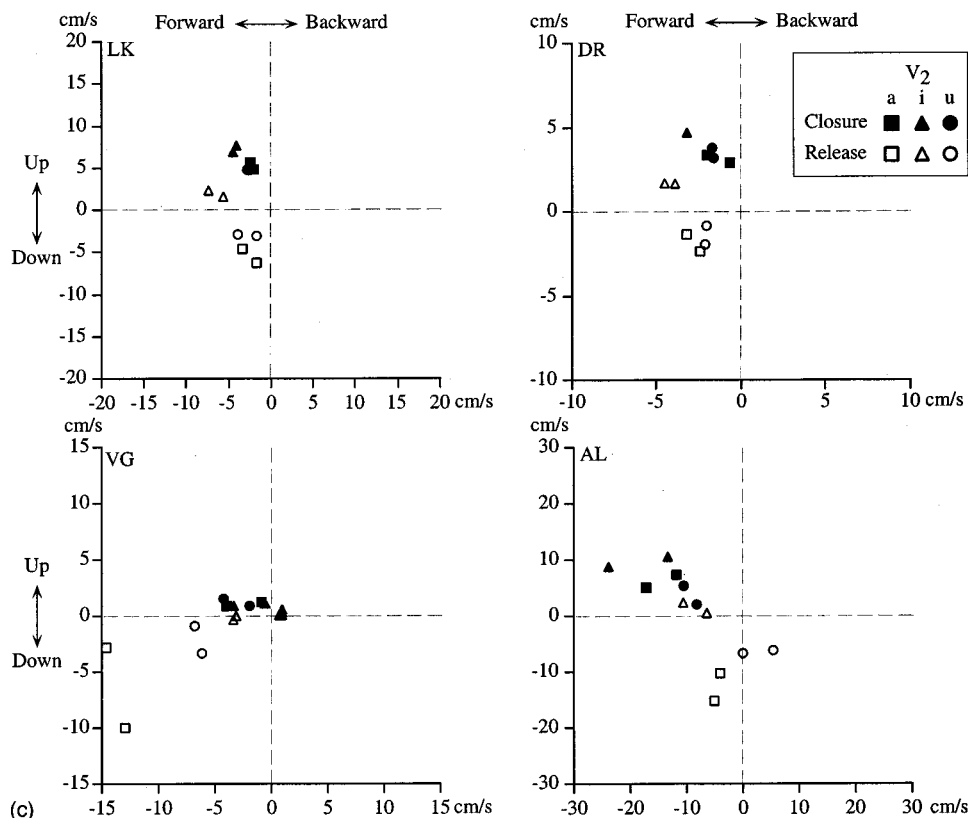 cm/s Forward Backward cm/s Forward Backward
20 LK
15
10
5
0
-5
-10
-15
-20
-20 -15 -10 -5 0 5 10 15 20 cm/s
Up
Down
10 DR
5
0
-5
-10
-10 -5 0 5 10 cm/s
V2
a i u
Closure
Release
cm/s
15 VG
10
5
0
-5
-10
-15
-15 -10 -5 0 5 10 15 cm/s
Up
Down
cm/s
30 AL
20
10
0
-10
-20
-30
-30 -20 -10 0 10 20 30 cm/s
(c)